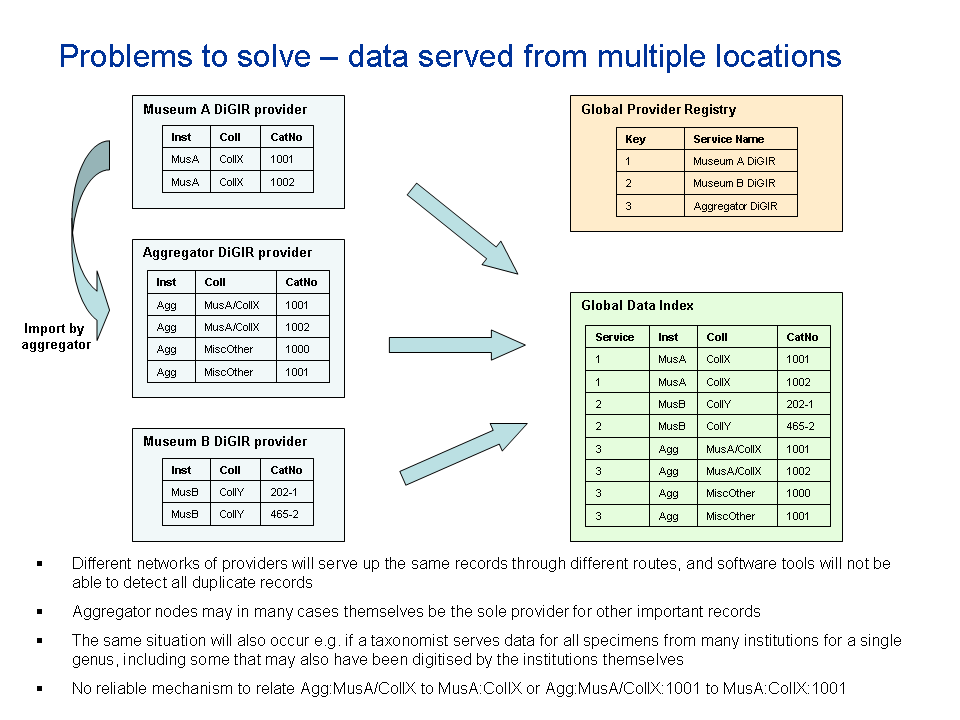 Problems to solve – data served from multiple locations
Museum A DiGIR provider
Inst Coll CatNo
MusA CollX 1001
MusA CollX 1002
Import by
aggregator
Aggregator DiGIR provider
Inst Coll CatNo
Agg MusA/CollX 1001
Agg MusA/CollX 1002
Agg MiscOther 1000
Agg MiscOther 1001
Museum B DiGIR provider
Inst Coll CatNo
MusB CollY 202-1
MusB CollY 465-2
Global Provider Registry
Key Service Name
1 Museum A DiGIR
2 Museum B DiGIR
3 Aggregator DiGIR
Global Data Index
Service Inst Coll CatNo
1 MusA CollX 1001
1 MusA CollX 1002
2 MusB CollY 202-1
2 MusB CollY 465-2
3 Agg MusA/CollX 1001
3 Agg MusA/CollX 1002
3 Agg MiscOther 1000
3 Agg MiscOther 1001
▪ Different networks of providers will serve up the same records through different routes, and software tools will not be
able to detect all duplicate records
▪ Aggregator nodes may in many cases themselves be the sole provider for other important records
▪ The same situation will also occur e.g. if a taxonomist serves data for all specimens from many institutions for a single
genus, including some that may also have been digitised by the institutions themselves
▪ No reliable mechanism to relate Agg:MusA/CollX to MusA:CollX or Agg:MusA/CollX:1001 to MusA:CollX:1001